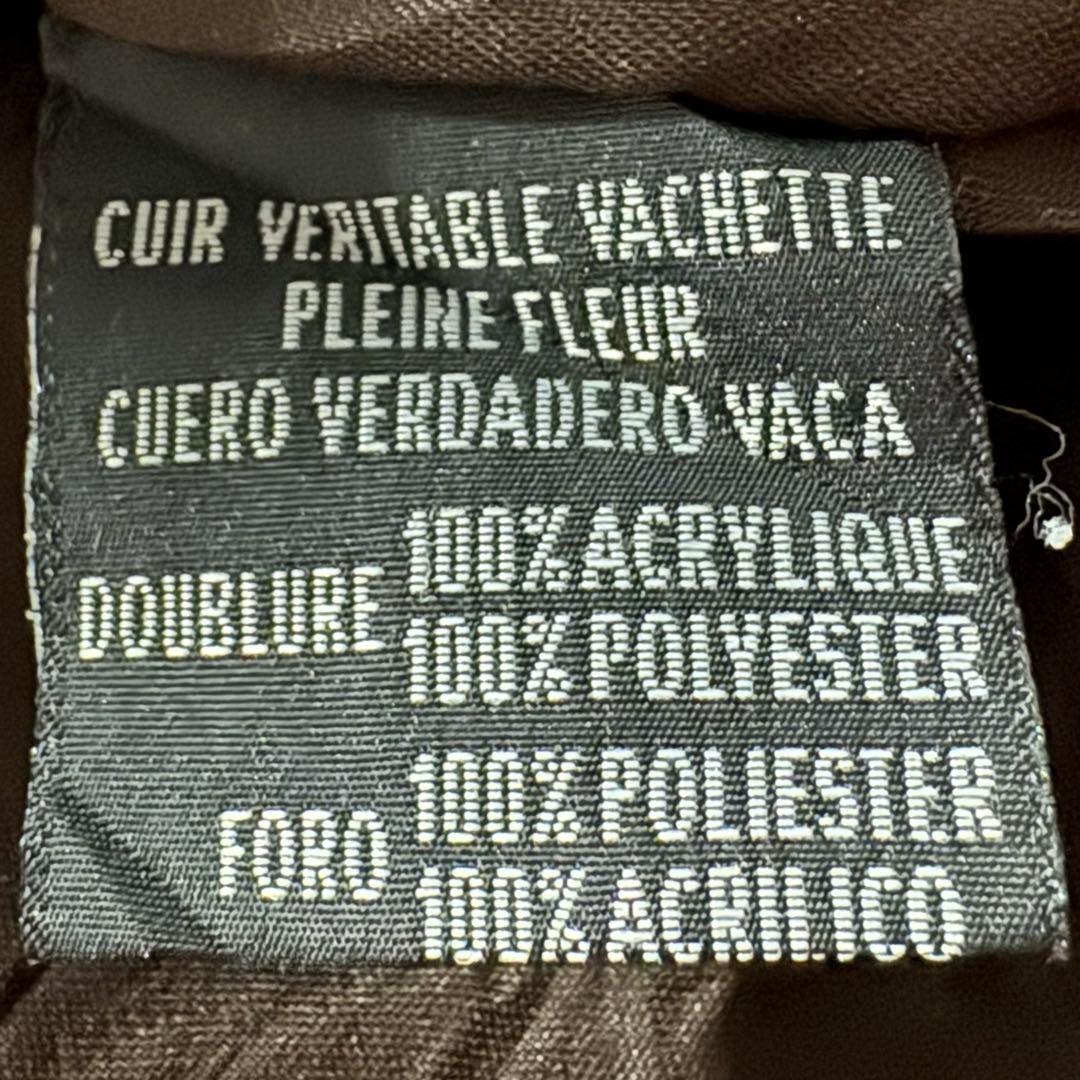 CUIR VERITABLE VACHETTE
PLEINE FLEUR
CUERO VERDADERO VACA
DOUBLURE 100% ACRYLIQUE
100% POLYESTER
FORO 100% POLIESTER
100% ACRILICO